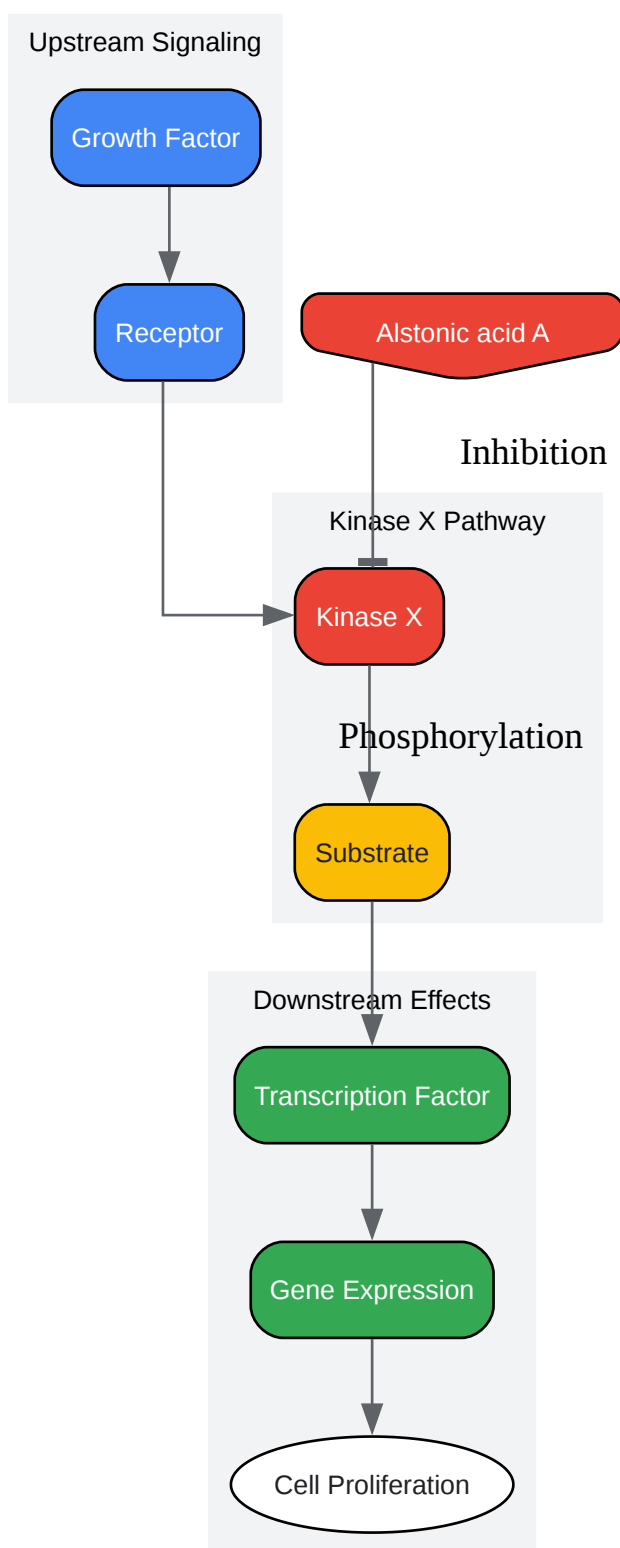 Upstream Signaling
Growth Factor
Receptor
Alstonic acid A
Inhibition
Kinase X Pathway
Kinase X
Phosphorylation
Substrate
Downstream Effects
Transcription Factor
Gene Expression
Cell Proliferation